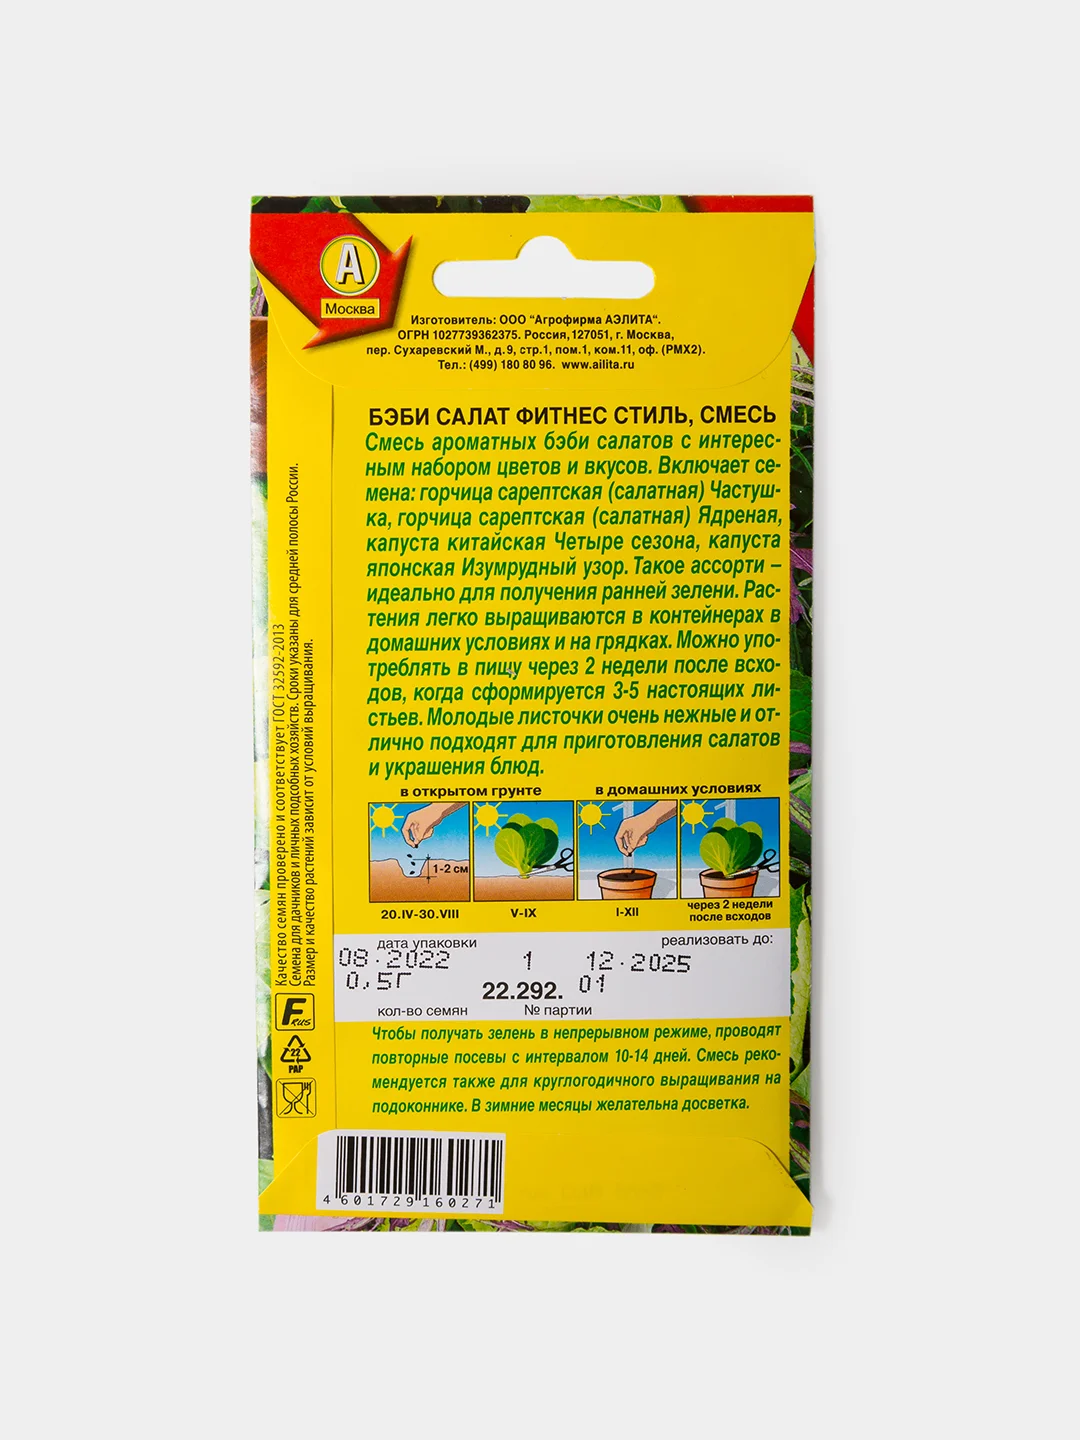 А
Москва
Изготовитель: ООО "Агрофирма АЭЛИТА".
ОГРН 1027739362375. Россия,127051, г. Москва,
пер. Сухаревский М., д.9, стр.1, пом.1, ком.11, оф. (РМХ2).
Тел.: (499) 180 80 96. www.ailita.ru
БЭБИ САЛАТ ФИТНЕС СТИЛЬ, СМЕСЬ
Смесь ароматных бэби салатов с интерес-
ным набором цветов и вкусов. Включает се-
мена: горчица сарептская (салатная) Частуш-
ка, горчица сарептская (салатная) Ядреная,
капуста китайская Четыре сезона, капуста
японская Изумрудный узор. Такое ассорти –
идеально для получения ранней зелени. Рас-
тения легко выращиваются в контейнерах в
домашних условиях и на грядках. Можно упо-
треблять в пищу через 2 недели после всхо-
дов, когда сформируется 3-5 настоящих ли-
стьев. Молодые листочки очень нежные и от-
лично подходят для приготовления салатов
и украшения блюд.
в открытом грунте в домашних условиях
1-2 см
20.IV-30.VIII V-IX I-XII через 2 недели
после всходов
дата упаковки реализовать до:
08.2022 1 12.2025
0,5Г 22.292. 01
кол-во семян № партии
Чтобы получать зелень в непрерывном режиме, проводят
повторные посевы с интервалом 10-14 дней. Смесь реко-
мендуется также для круглогодичного выращивания на
подоконнике. В зимние месяцы желательна досветка.
Качество семян проверено и соответствует ГОСТ 32592-2013
Семена для дачников и личных подсобных хозяйств. Сроки указаны для средней полосы России.
Размер и качество растений зависит от условий выращивания.
F RUS
22
PAP
4 601729 160271